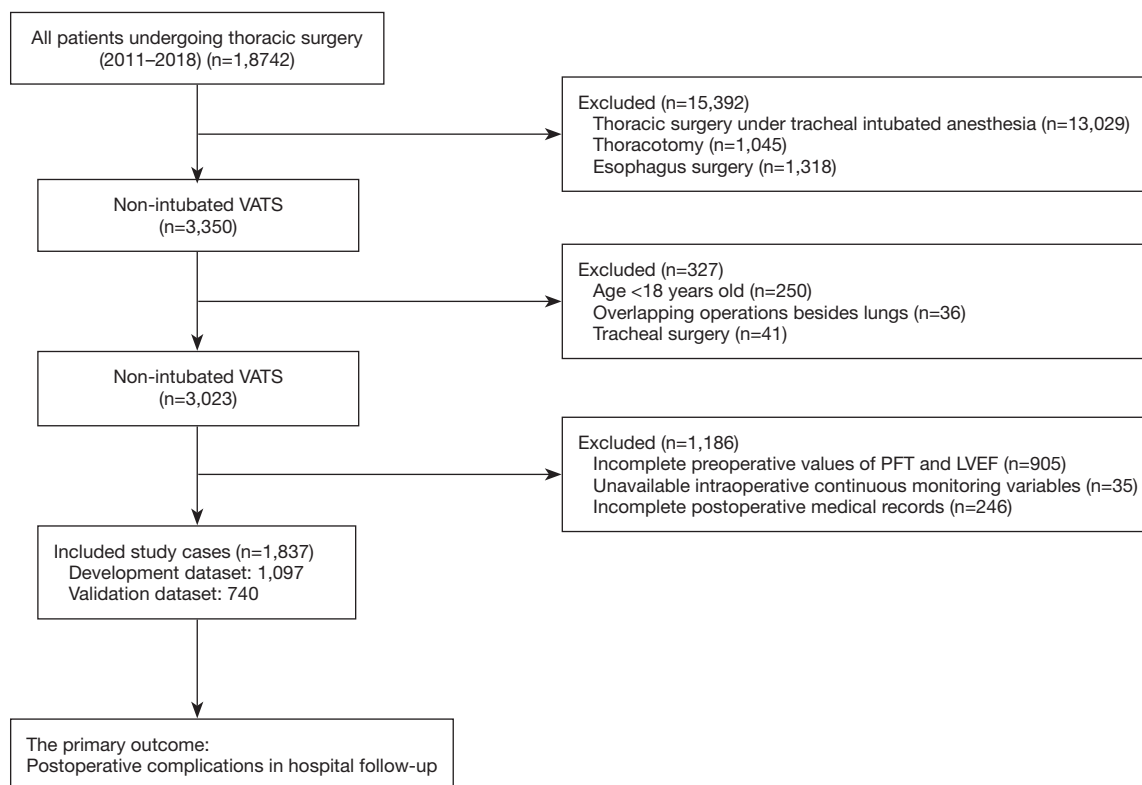 All patients undergoing thoracic surgery
(2011–2018) (n=1,8742)
Excluded (n=15,392)
Thoracic surgery under tracheal intubated anesthesia (n=13,029)
Thoracotomy (n=1,045)
Esophagus surgery (n=1,318)
Non-intubated VATS
(n=3,350)
Excluded (n=327)
Age <18 years old (n=250)
Overlapping operations besides lungs (n=36)
Tracheal surgery (n=41)
Non-intubated VATS
(n=3,023)
Excluded (n=1,186)
Incomplete preoperative values of PFT and LVEF (n=905)
Unavailable intraoperative continuous monitoring variables (n=35)
Incomplete postoperative medical records (n=246)
Included study cases (n=1,837)
Development dataset: 1,097
Validation dataset: 740
The primary outcome:
Postoperative complications in hospital follow-up